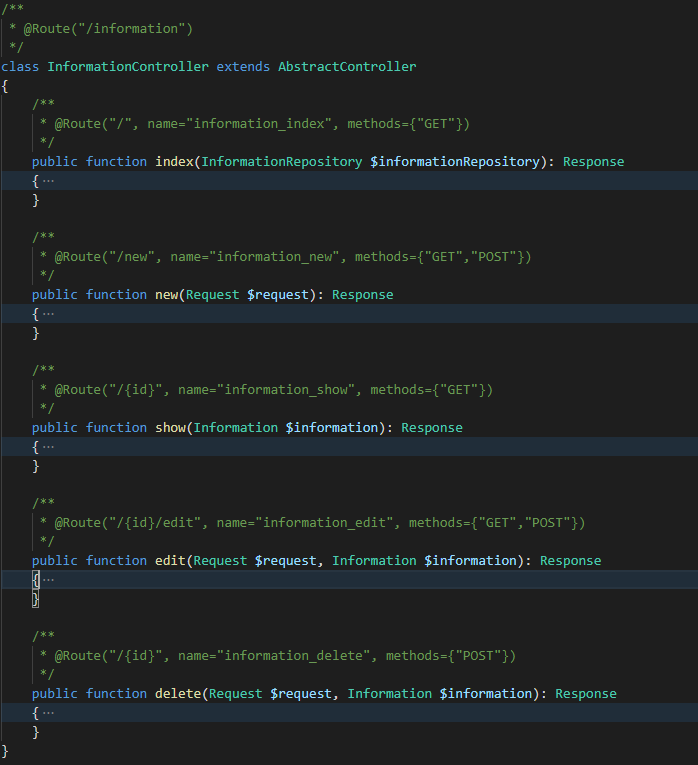 /**
 * @Route("/information")
 */
class InformationController extends AbstractController
{
    /**
     * @Route("/", name="information_index", methods={"GET"})
     */
    public function index(InformationRepository $informationRepository): Response
    { ···
    }

    /**
     * @Route("/new", name="information_new", methods={"GET","POST"})
     */
    public function new(Request $request): Response
    { ···
    }

    /**
     * @Route("/{id}", name="information_show", methods={"GET"})
     */
    public function show(Information $information): Response
    { ···
    }

    /**
     * @Route("/{id}/edit", name="information_edit", methods={"GET","POST"})
     */
    public function edit(Request $request, Information $information): Response
    { ···
    }

    /**
     * @Route("/{id}", name="information_delete", methods={"POST"})
     */
    public function delete(Request $request, Information $information): Response
    { ···
    }
}